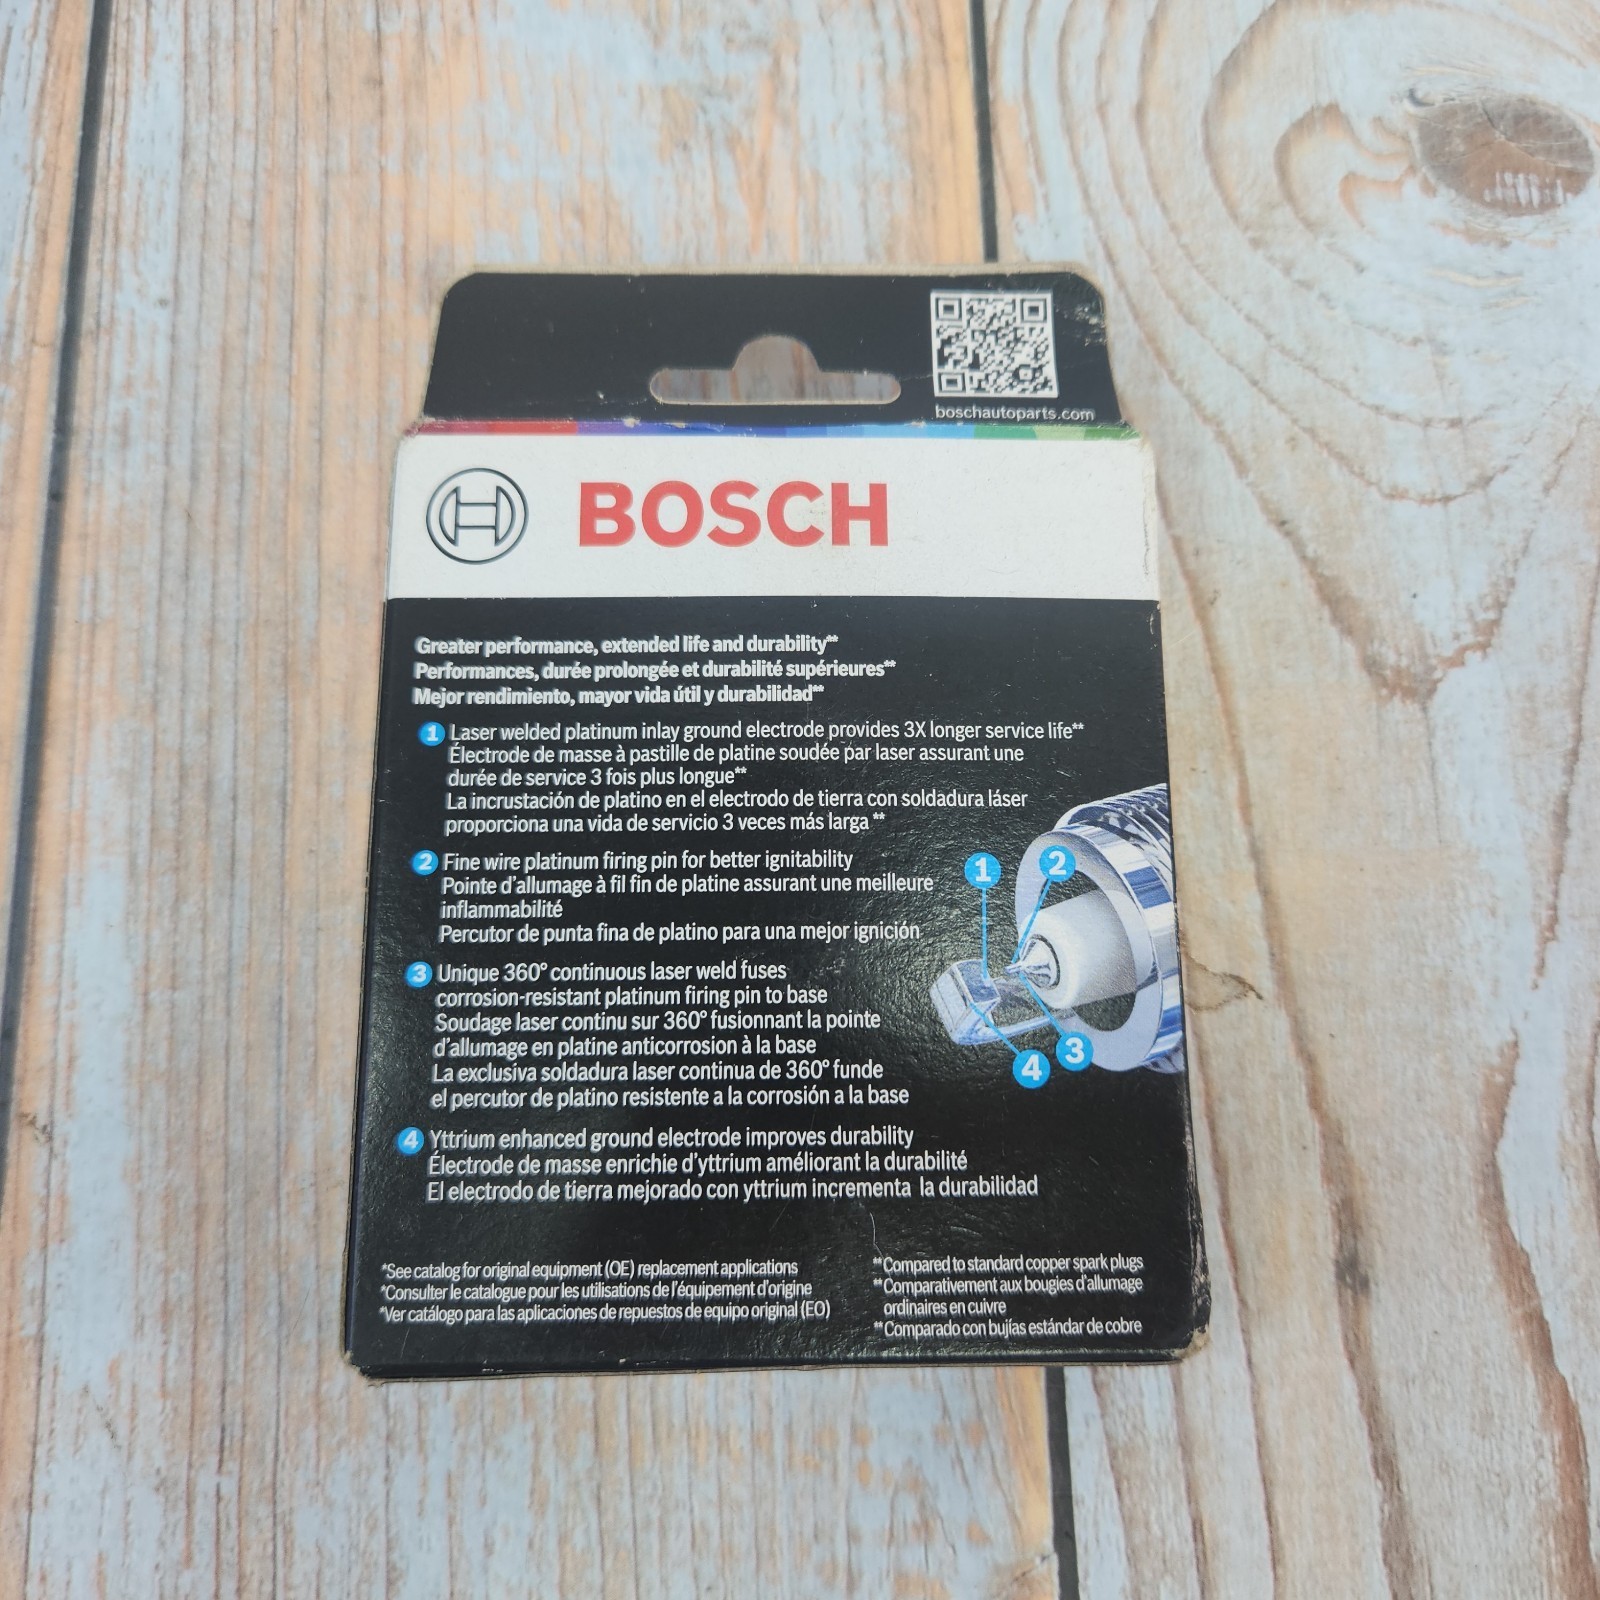 boschautoparts.com
BOSCH
Greater performance, extended life and durability**
Performances, durée prolongée et durabilité supérieures**
Mejor rendimiento, mayor vida útil y durabilidad**
1 Laser welded platinum inlay ground electrode provides 3X longer service life**
Électrode de masse à pastille de platine soudée par laser assurant une
durée de service 3 fois plus longue**
La incrustación de platino en el electrodo de tierra con soldadura láser
proporciona una vida de servicio 3 veces más larga **
2 Fine wire platinum firing pin for better ignitability
Pointe d'allumage à fil fin de platine assurant une meilleure
inflammabilité
Percutor de punta fina de platino para una mejor ignición
3 Unique 360° continuous laser weld fuses
corrosion-resistant platinum firing pin to base
Soudage laser continu sur 360° fusionnant la pointe
d'allumage en platine anticorrosion à la base
La exclusiva soldadura laser continua de 360° funde
el percutor de platino resistente a la corrosión a la base
4 Yttrium enhanced ground electrode improves durability
Électrode de masse enrichie d'yttrium améliorant la durabilité
El electrodo de tierra mejorado con yttrium incrementa la durabilidad
1
2
3
4
*See catalog for original equipment (OE) replacement applications
*Consulter le catalogue pour les utilisations de l'équipement d'origine
*Ver catálogo para las aplicaciones de repuestos de equipo original (EO)
**Compared to standard copper spark plugs
**Comparativement aux bougies d'allumage
ordinaires en cuivre
**Comparado con bujías estándar de cobre